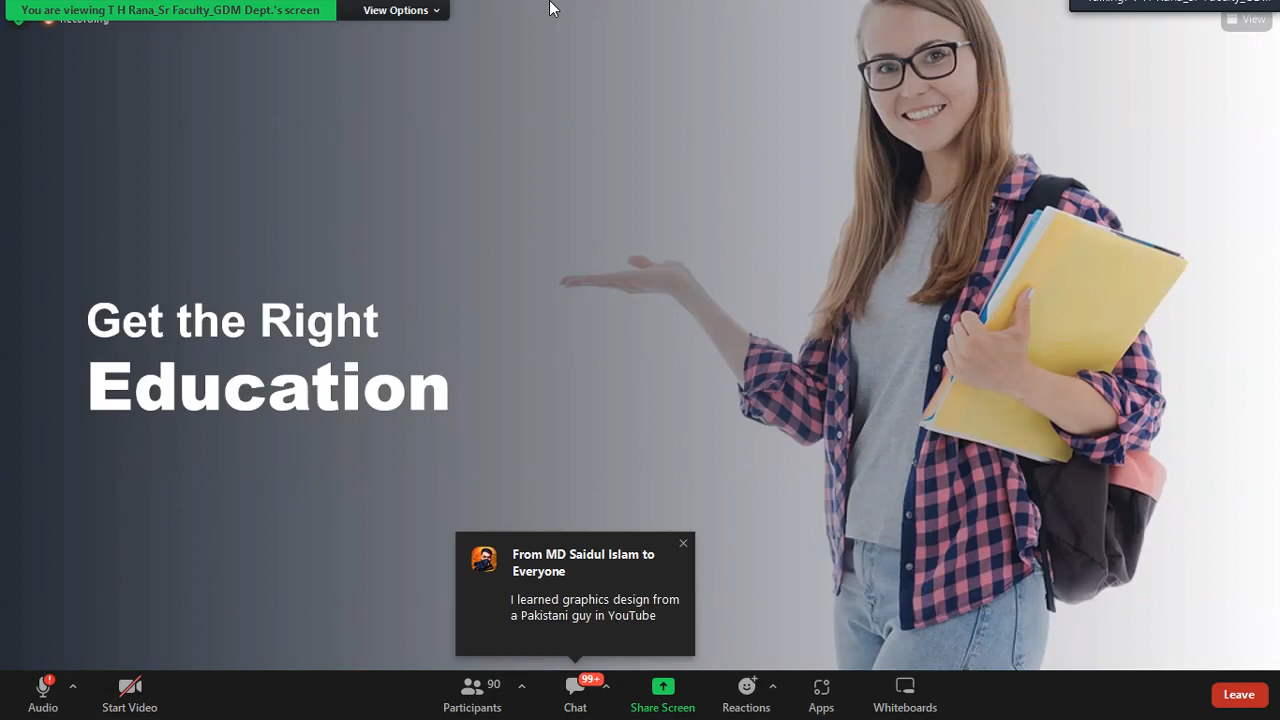 You are viewing T H Rana_Sr Faculty_GDM Dept.'s screen
View Options
Recording
View
Get the Right
Education
From MD Saidul Islam to
Everyone
I learned graphics design from
a Pakistani guy in YouTube
Audio
Start Video
90
Participants
99+
Chat
Share Screen
Reactions
Apps
Whiteboards
Leave